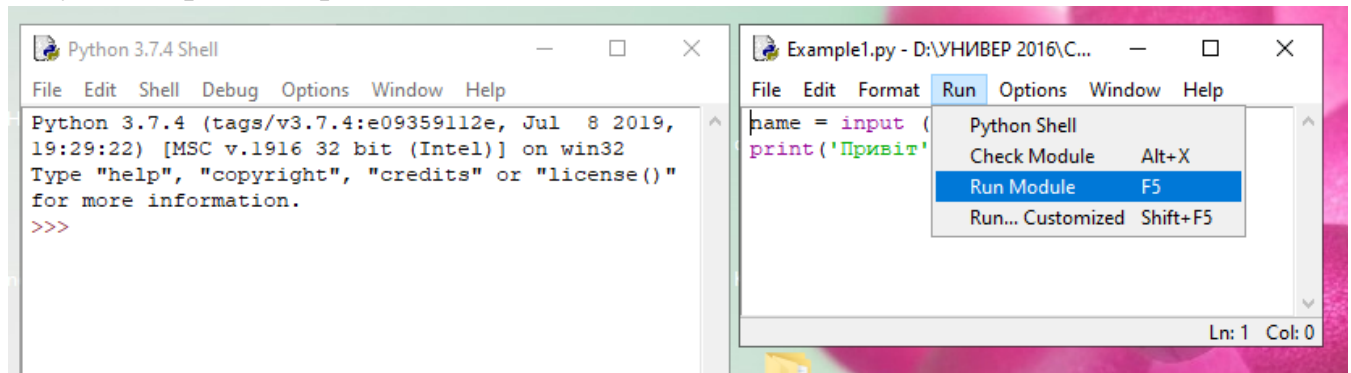 Python 3.7.4 Shell
File Edit Shell Debug Options Window Help
Python 3.7.4 (tags/v3.7.4:e09359112e, Jul 8 2019,
19:29:22) [MSC v.1916 32 bit (Intel)] on win32
Type "help", "copyright", "credits" or "license()"
for more information.
>>>
Example1.py - D:\УНИВЕР 2016\С...
File Edit Format Run Options Window Help
name = input (
print('Привіт'
Python Shell
Check Module Alt+X
Run Module F5
Run... Customized Shift+F5
Ln: 1 Col: 0